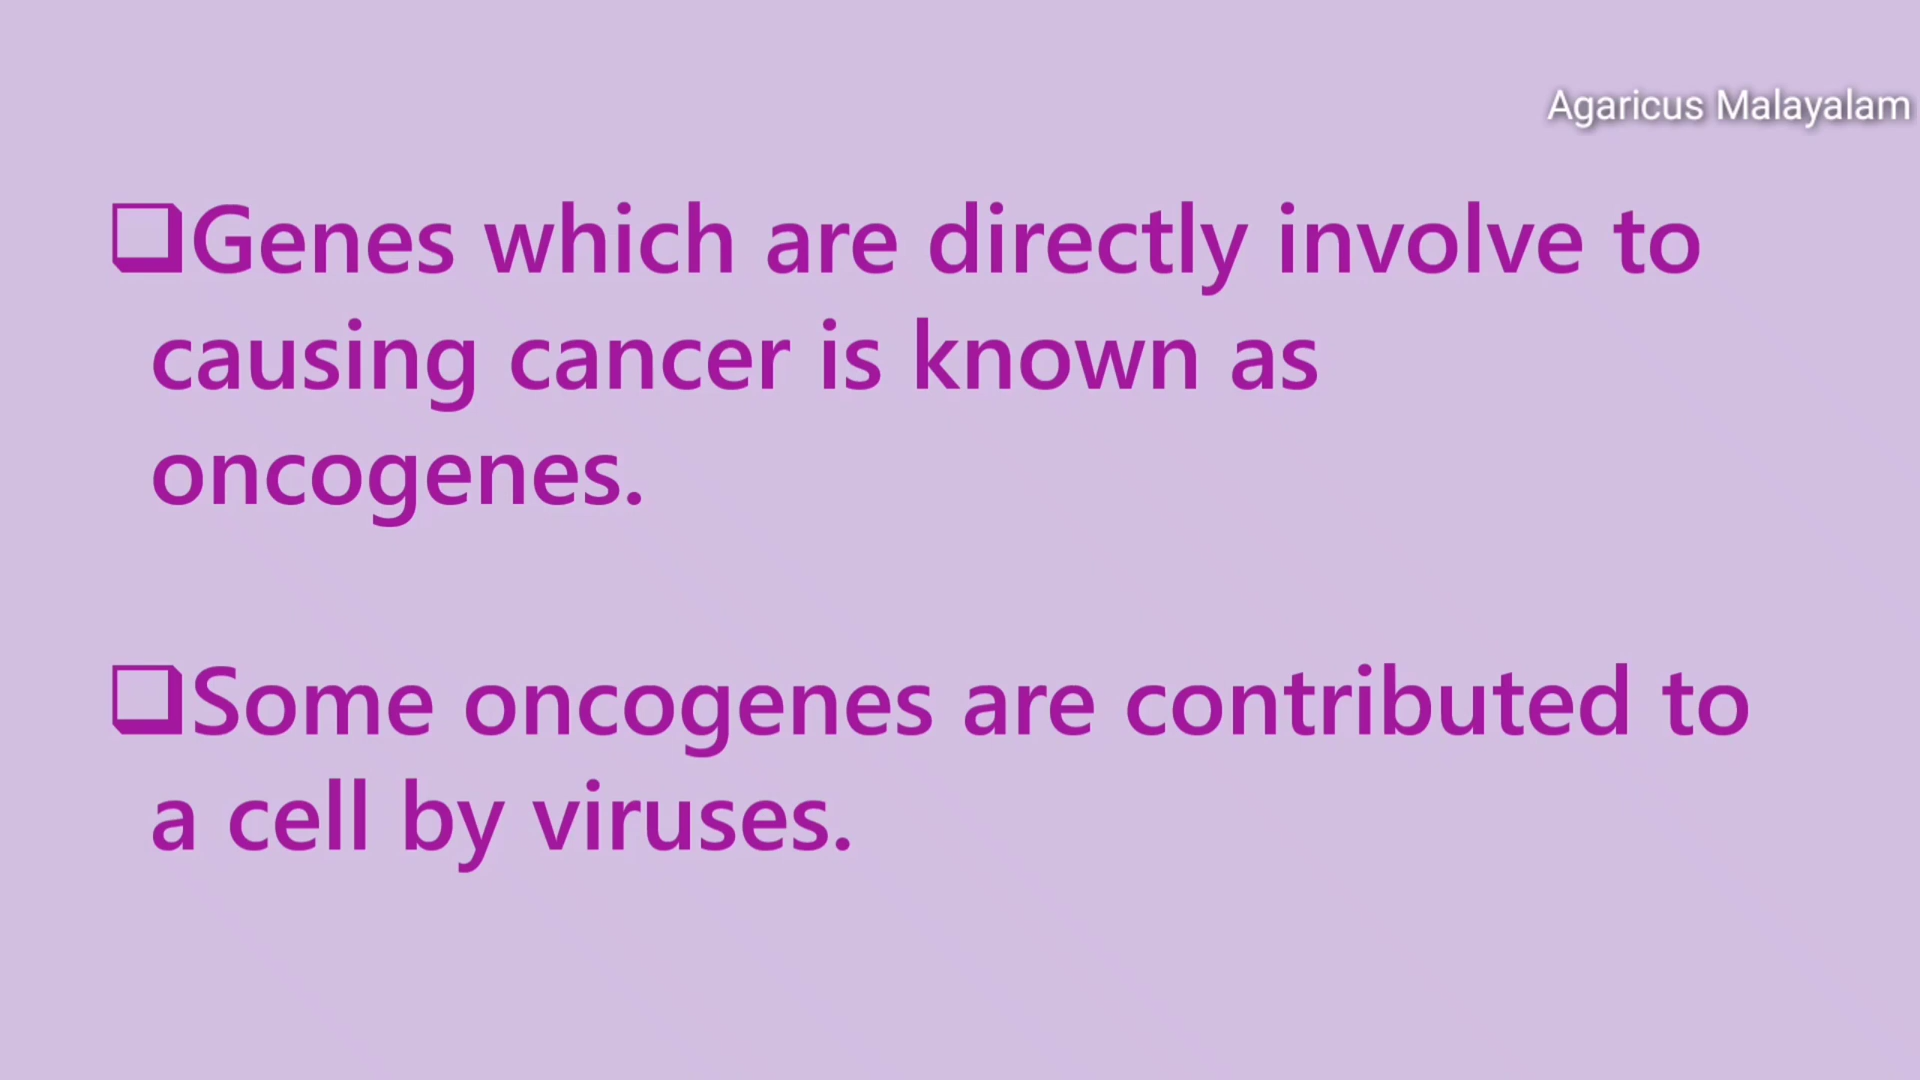 Agaricus Malayalam
❑Genes which are directly involve to
causing cancer is known as
oncogenes.
❑Some oncogenes are contributed to
a cell by viruses.